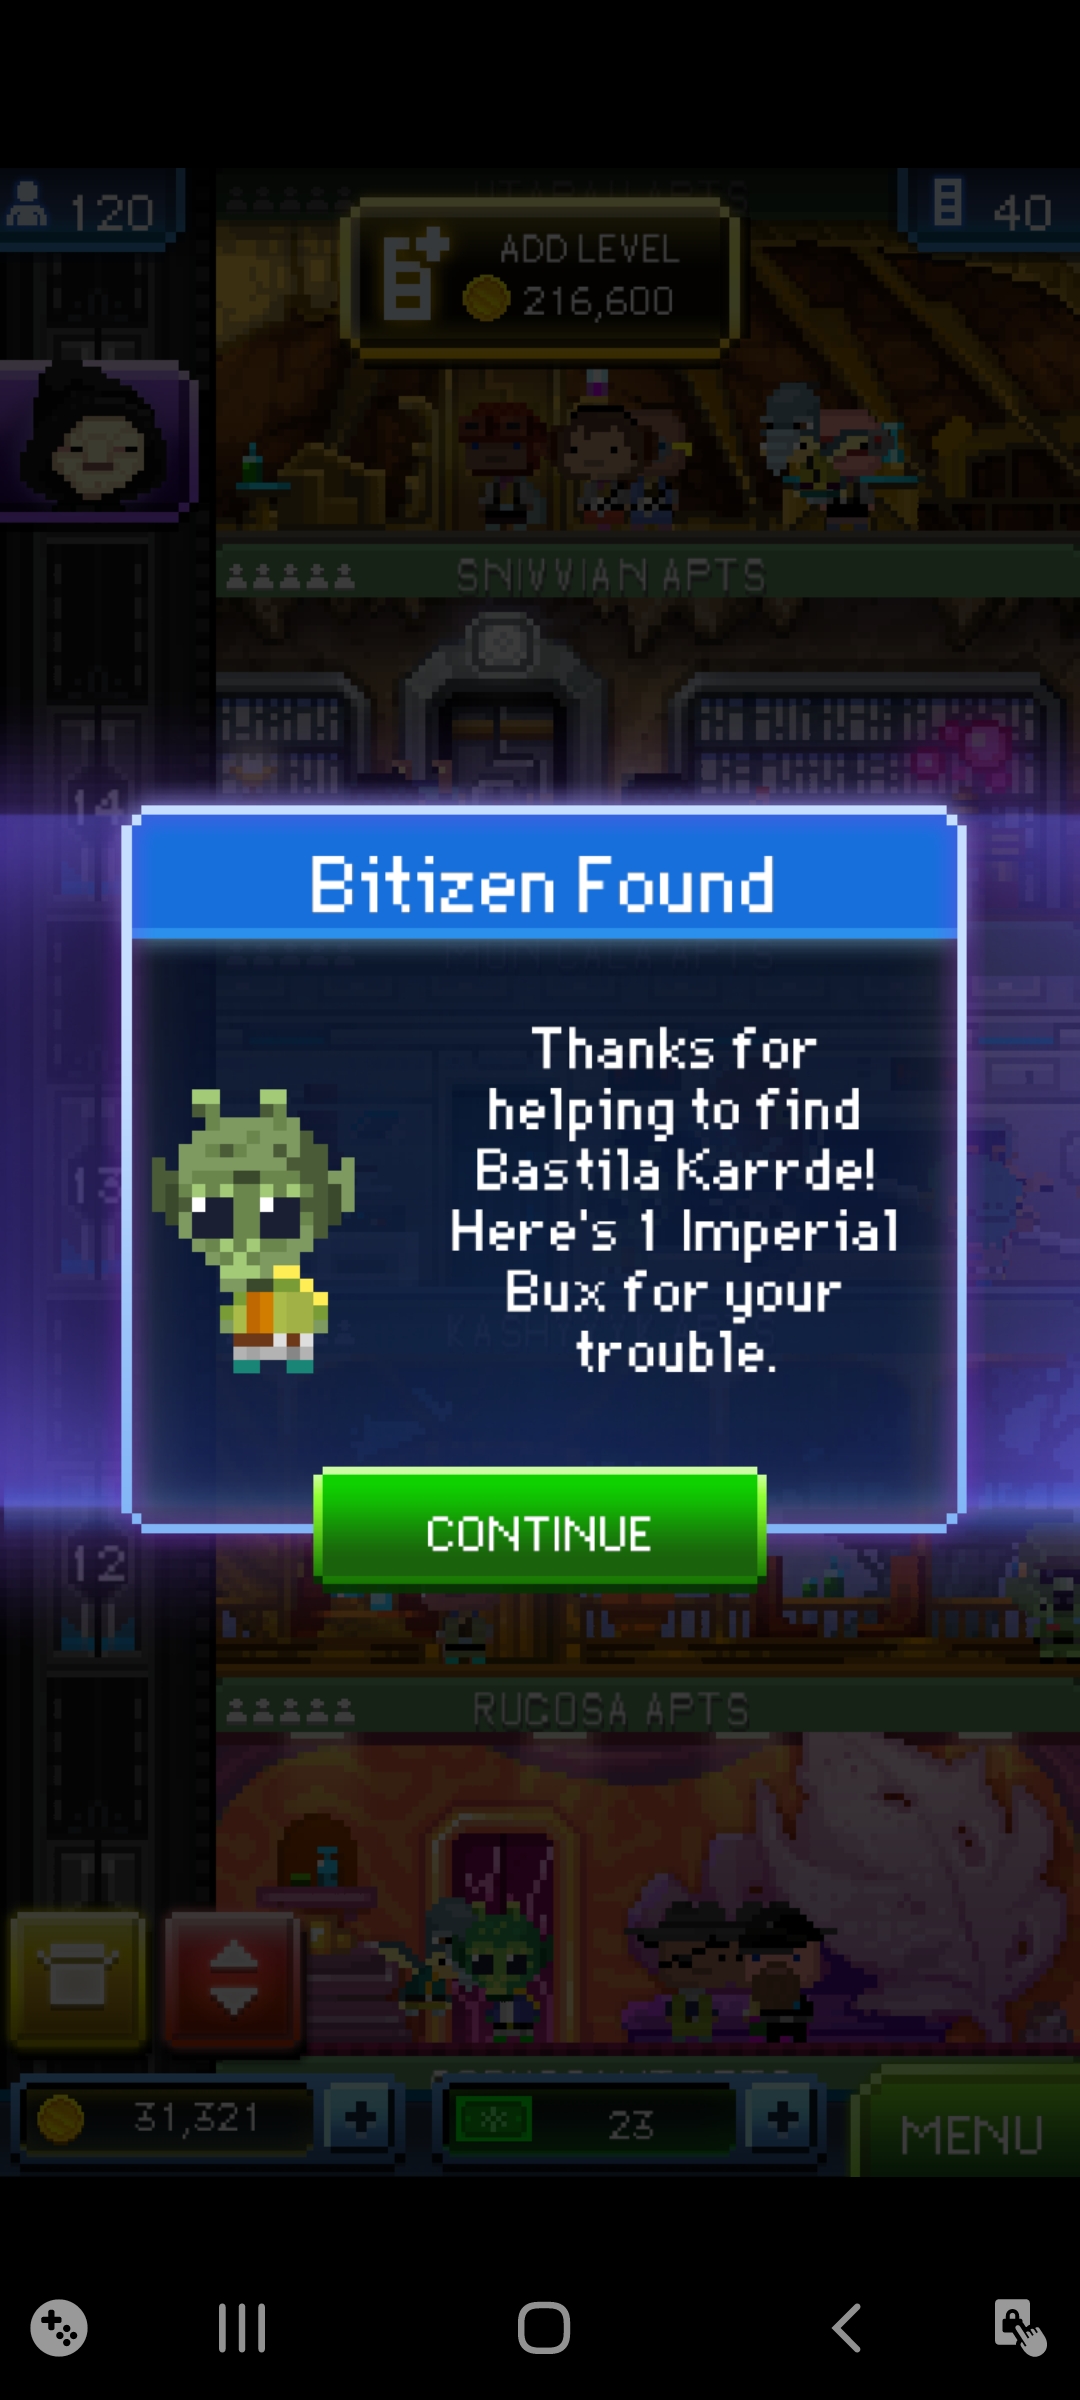 120
40
ADD LEVEL
216,600
SNIVVIAN APTS
14
Bitizen Found
Thanks for
helping to find
Bastila Karrde!
Here's 1 Imperial
Bux for your
trouble.
13
CONTINUE
12
RUCOSA APTS
31,321
23
MENU